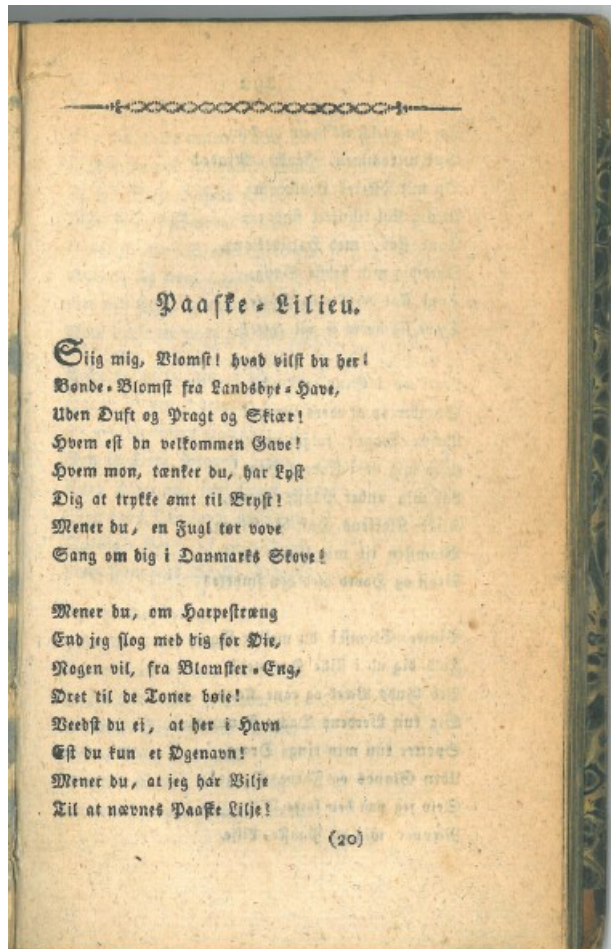 Paaske-Lilien.
Siig mig, Blomst! hvad vilst du her!
Bonde-Blomst fra Landsbye-Have,
Uden Duft og Pragt og Skiær!
Hvem est du velkommen Gave!
Hvem mon, tænker du, har Lyst
Dig at trykke ømt til Bryst!
Mener du, en Fugl tør vove
Sang om dig i Danmarks Skove!
Mener du, om Harpestræng
End jeg slog med dig for Øie,
Nogen vil, fra Blomster-Eng,
Øret til de Toner bøie!
Veedst du ei, at her i Havn
Est du kun et Øgenavn!
Mener du, at jeg har Vilje
Til at nævnes Paaske Lilje!
(20)